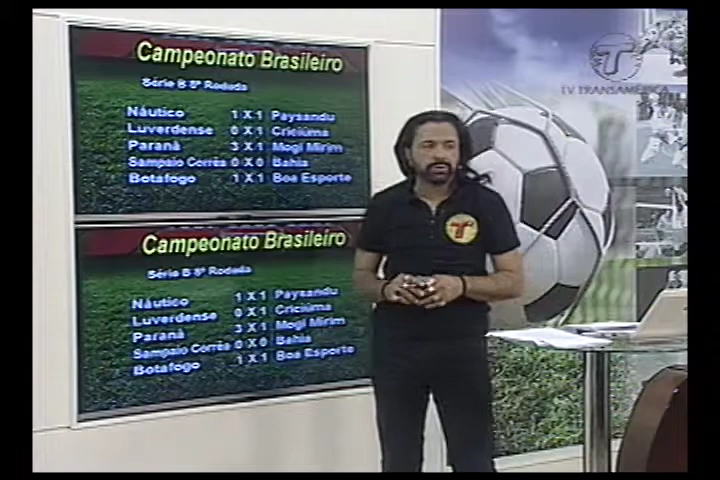 Campeonato Brasileiro
Série B 8ª Rodada
Náutico 1 X 1 Paysandu
Luverdense 0 X 1 Criciúma
Paraná 3 X 1 Mogi Mirim
Sampaio Corrêa 0 X 0 Bahia
Botafogo 1 X 1 Boa Esporte
Campeonato Brasileiro
Série B 8ª Rodada
Náutico 1 X 1 Paysandu
Luverdense 0 X 1 Criciúma
Paraná 3 X 1 Mogi Mirim
Sampaio Corrêa 0 X 0 Bahia
Botafogo 1 X 1 Boa Esporte
T
TV TRANSAMÉRICA
T